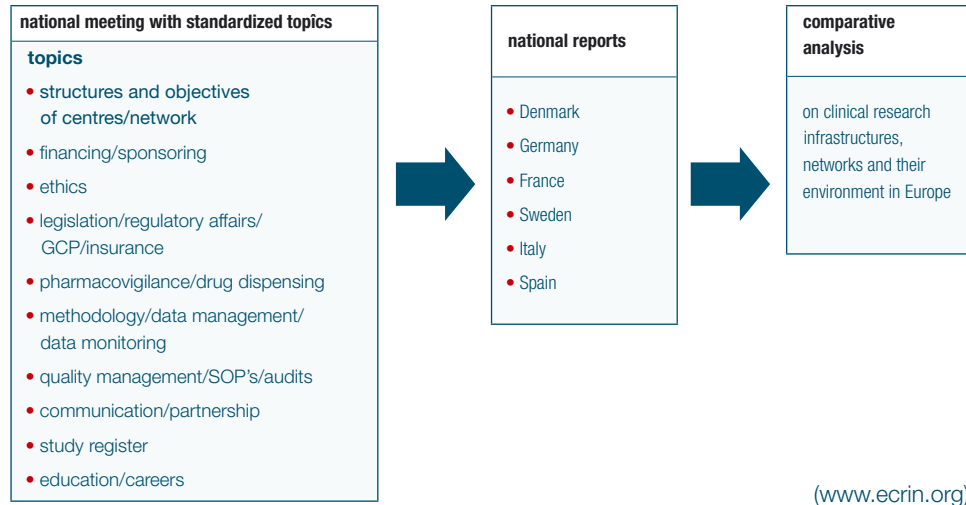 national meeting with standardized topics
topics
• structures and objectives
of centres/network
• financing/sponsoring
• ethics
• legislation/regulatory affairs/
GCP/insurance
• pharmacovigilance/drug dispensing
• methodology/data management/
data monitoring
• quality management/SOP's/audits
• communication/partnership
• study register
• education/careers
national reports
• Denmark
• Germany
• France
• Sweden
• Italy
• Spain
comparative
analysis
on clinical research
infrastructures,
networks and their
environment in Europe
(www.ecrin.org)